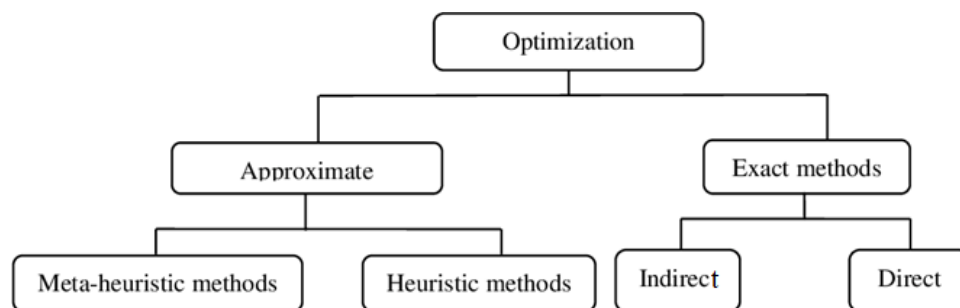 Optimization
Approximate
Exact methods
Meta-heuristic methods
Heuristic methods
Indirect
Direct